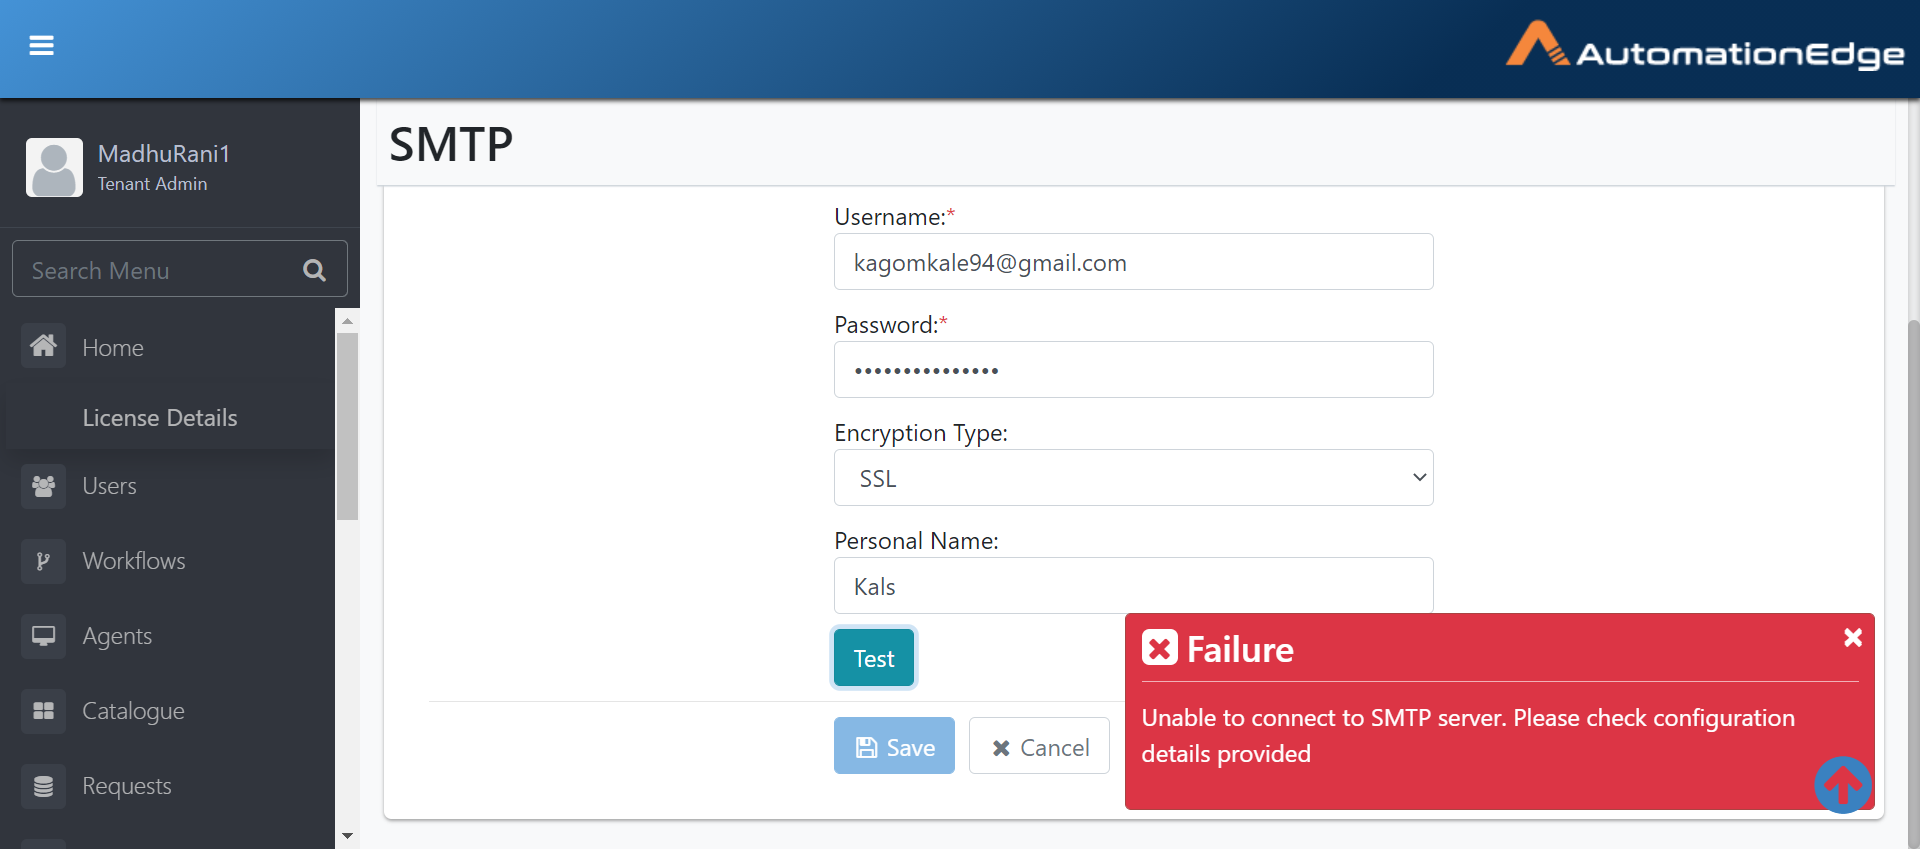 AutomationEdge
MadhuRani1
Tenant Admin
Search Menu
Home
License Details
Users
Workflows
Agents
Catalogue
Requests
SMTP
Username:*
kagomkale94@gmail.com
Password:*
•••••••••••••••
Encryption Type:
SSL
Personal Name:
Kals
Test
Save
Cancel
Failure
Unable to connect to SMTP server. Please check configuration
details provided